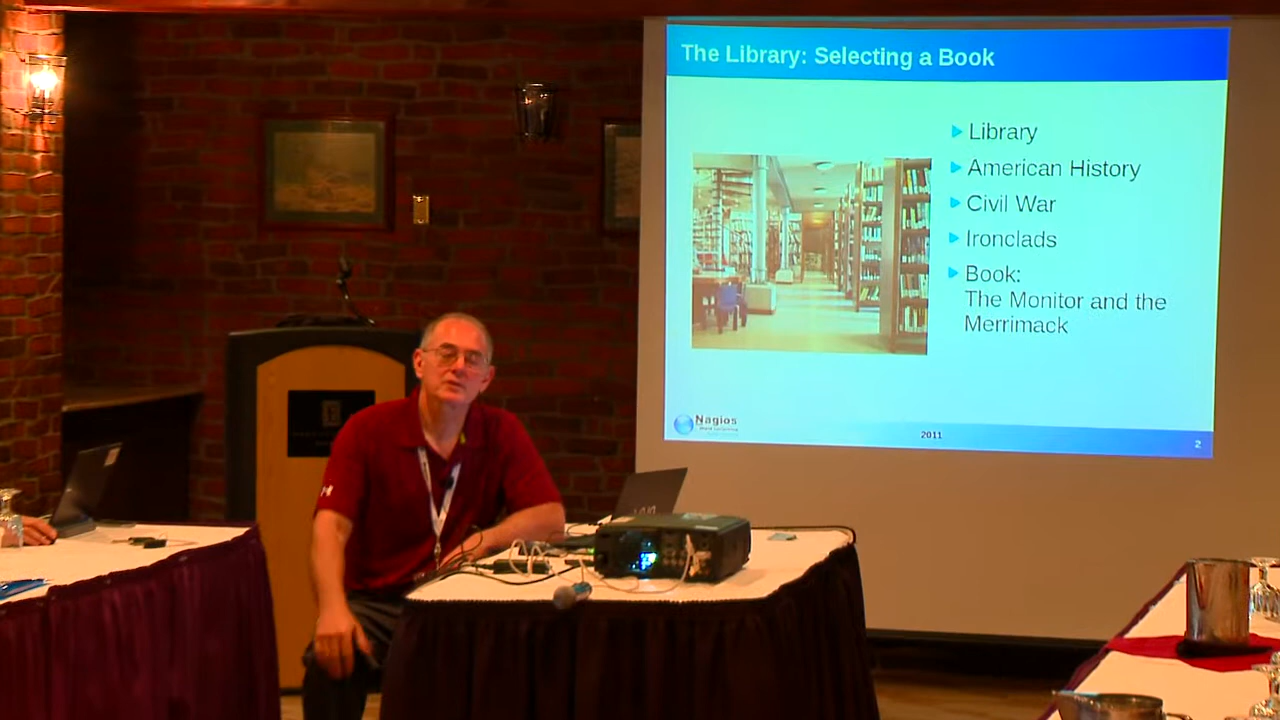 The Library: Selecting a Book
Library
American History
Civil War
Ironclads
Book:
The Monitor and the
Merrimack
Nagios
2011
2